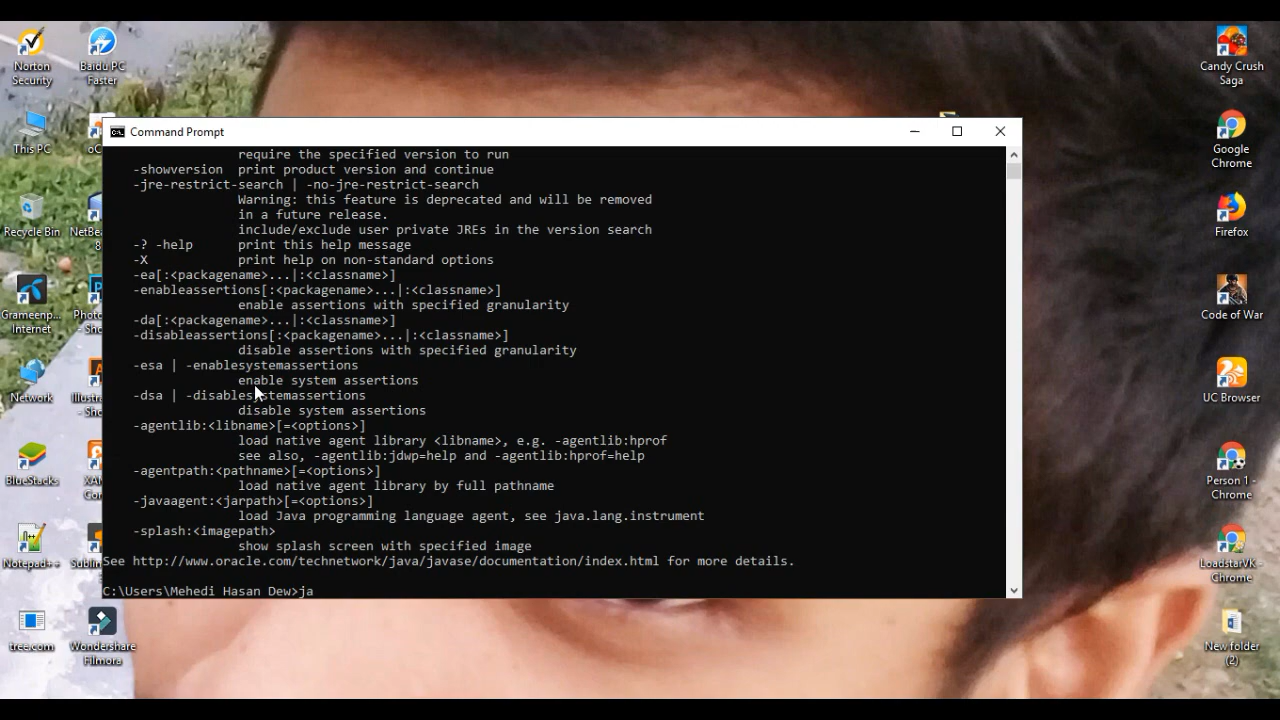 Norton
Security
Baidu PC
Faster
This PC
Recycle Bin
NetBe
8
Grameenp...
Internet
Photo
- Sho
Network
Illustra
- Sho
BlueStacks
XAM
Con
Notepad++
Sublim
tree.com
Wondershare
Filmora
Command Prompt
require the specified version to run
-showversion print product version and continue
-jre-restrict-search | -no-jre-restrict-search
Warning: this feature is deprecated and will be removed
in a future release.
include/exclude user private JREs in the version search
-? -help print this help message
-X print help on non-standard options
-ea[:<packagename>...|:<classname>]
-enableassertions[:<packagename>...|:<classname>]
enable assertions with specified granularity
-da[:<packagename>...|:<classname>]
-disableassertions[:<packagename>...|:<classname>]
disable assertions with specified granularity
-esa | -enablesystemassertions
enable system assertions
-dsa | -disablesystemassertions
disable system assertions
-agentlib:<libname>[=<options>]
load native agent library <libname>, e.g. -agentlib:hprof
see also, -agentlib:jdwp=help and -agentlib:hprof=help
-agentpath:<pathname>[=<options>]
load native agent library by full pathname
-javaagent:<jarpath>[=<options>]
load Java programming language agent, see java.lang.instrument
-splash:<imagepath>
show splash screen with specified image
See http://www.oracle.com/technetwork/java/javase/documentation/index.html for more details.
C:\Users\Mehedi Hasan Dew>ja
Candy Crush
Saga
Google
Chrome
Firefox
Code of War
UC Browser
Person 1 -
Chrome
LoadstarVK -
Chrome
New folder
(2)